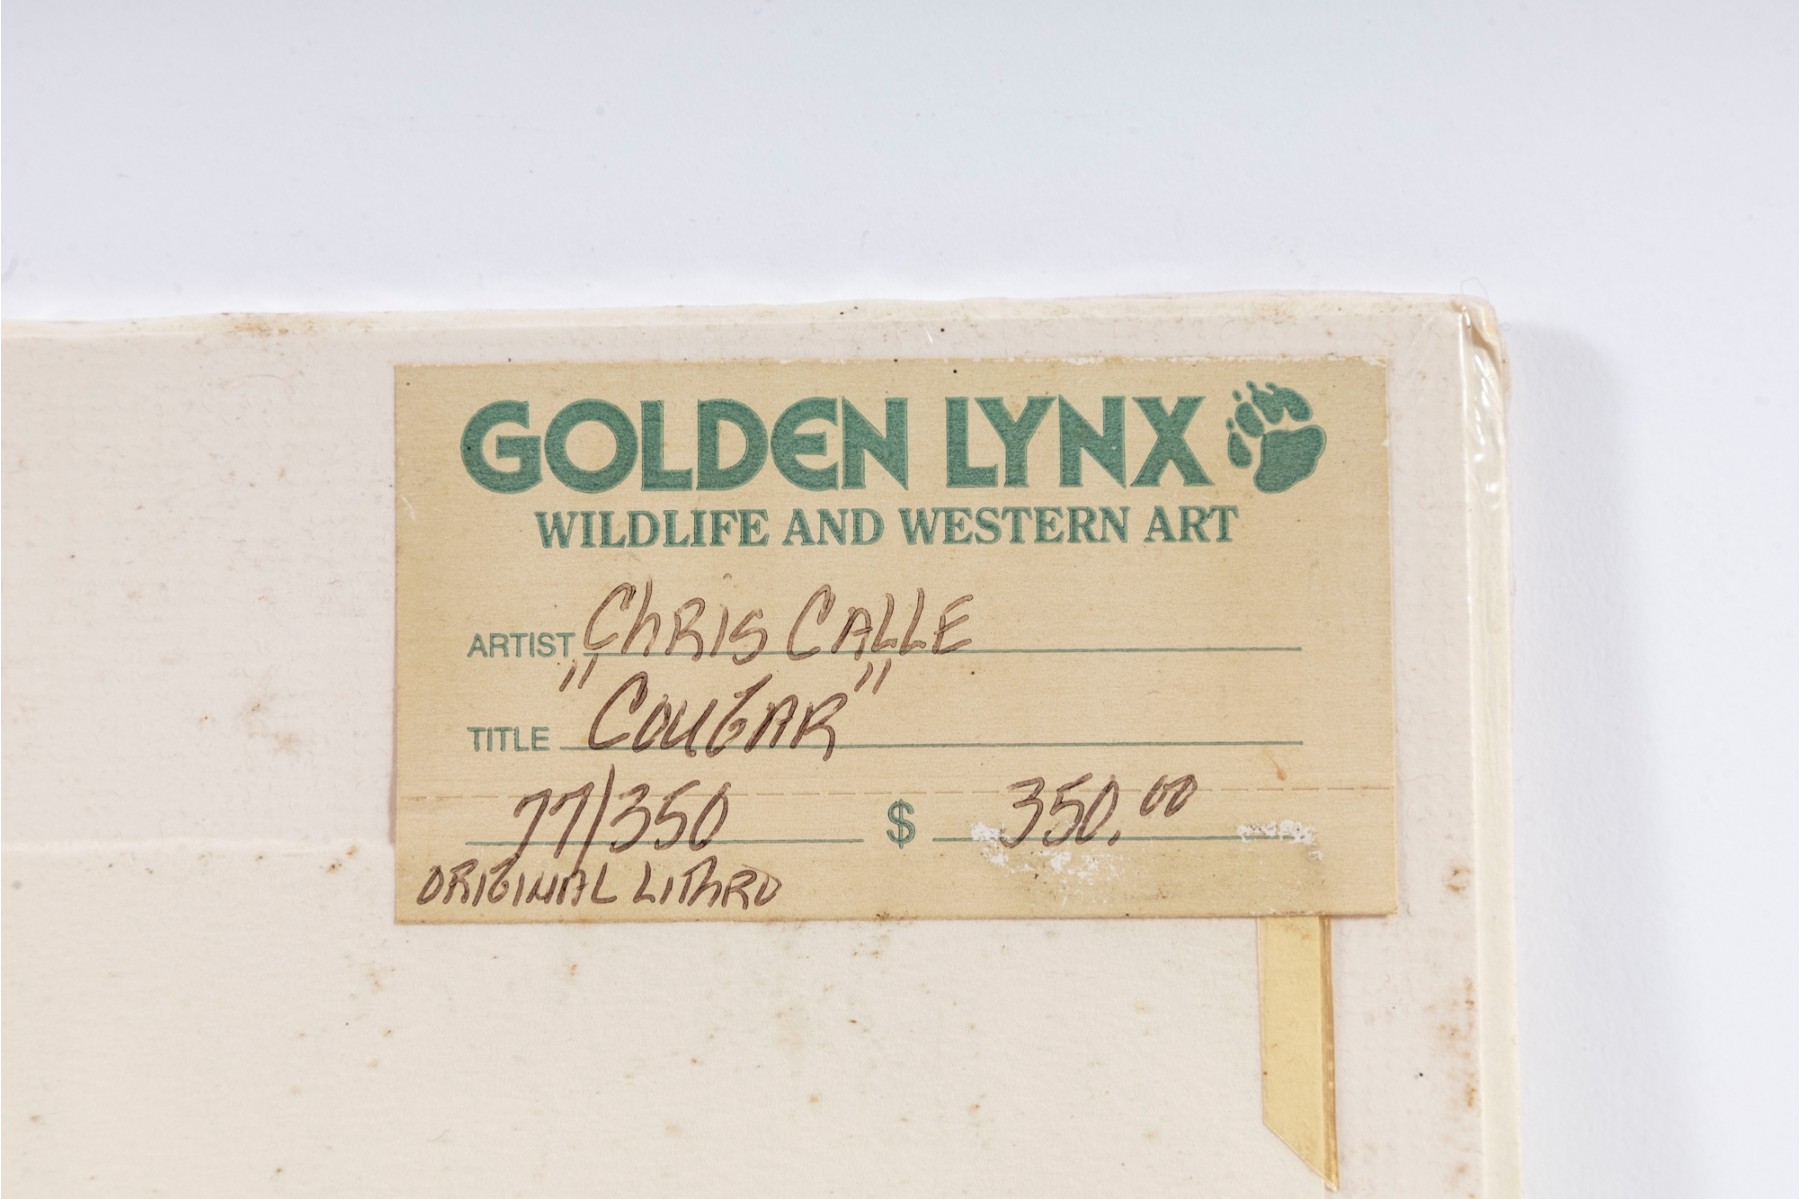 GOLDEN LYNX
WILDLIFE AND WESTERN ART
ARTIST CHRIS CALLE
TITLE "COUGAR"
77/350 $ 350.00
ORIGINAL LITHRO